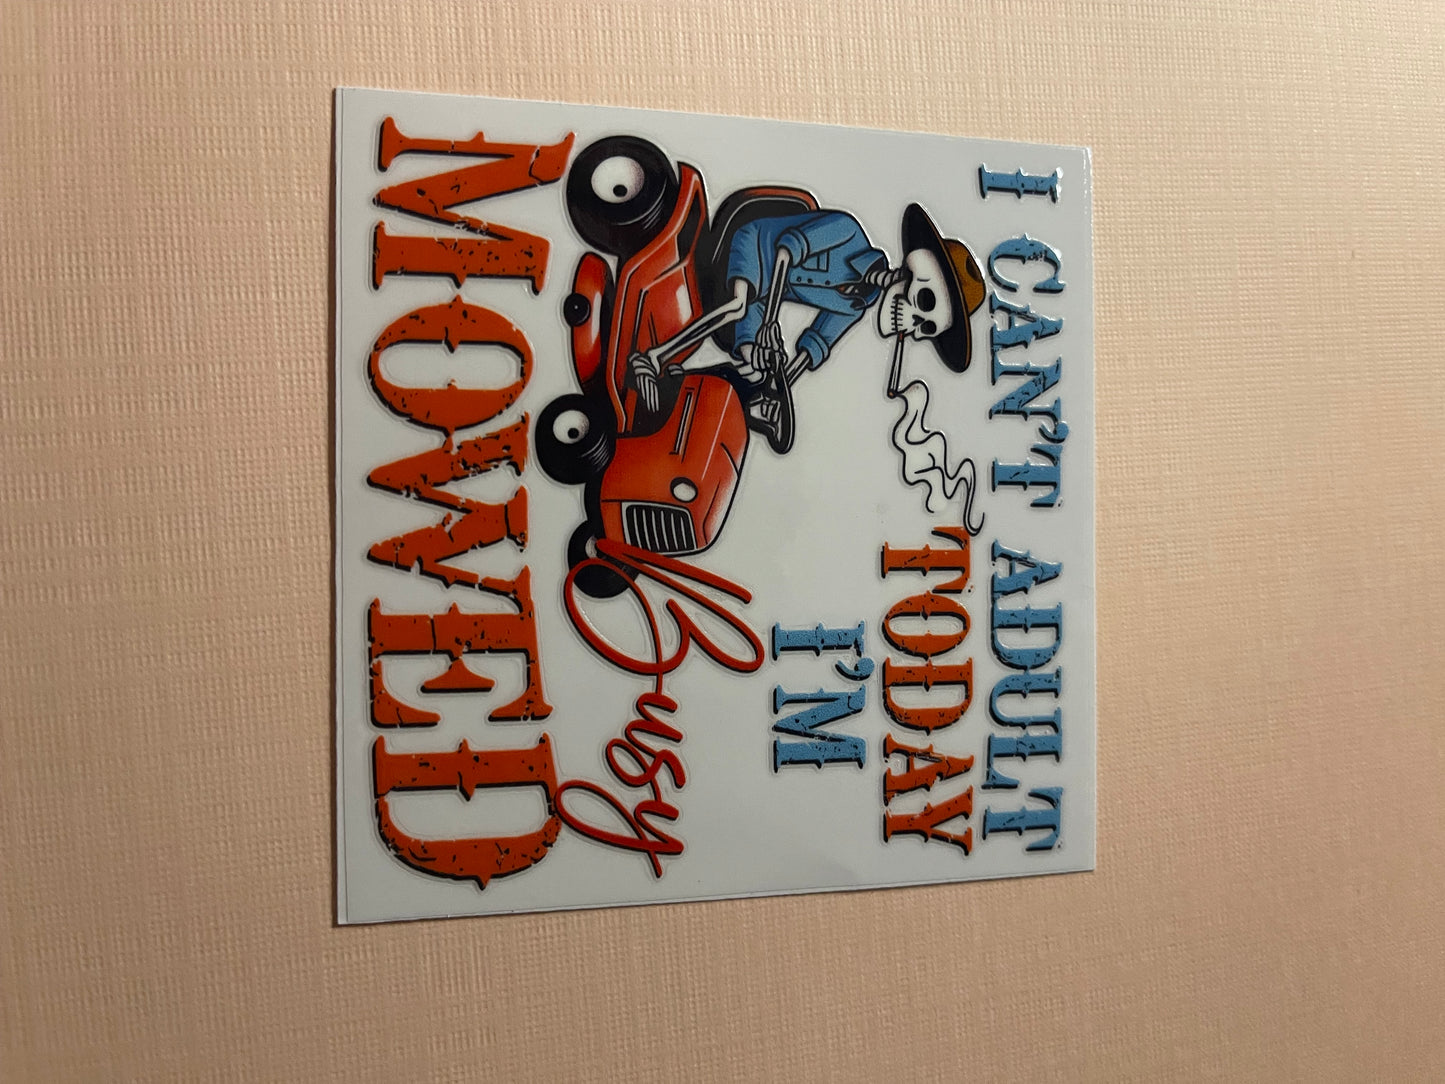 I CAN'T ADULT
TODAY
I'M
Busy
MOWED